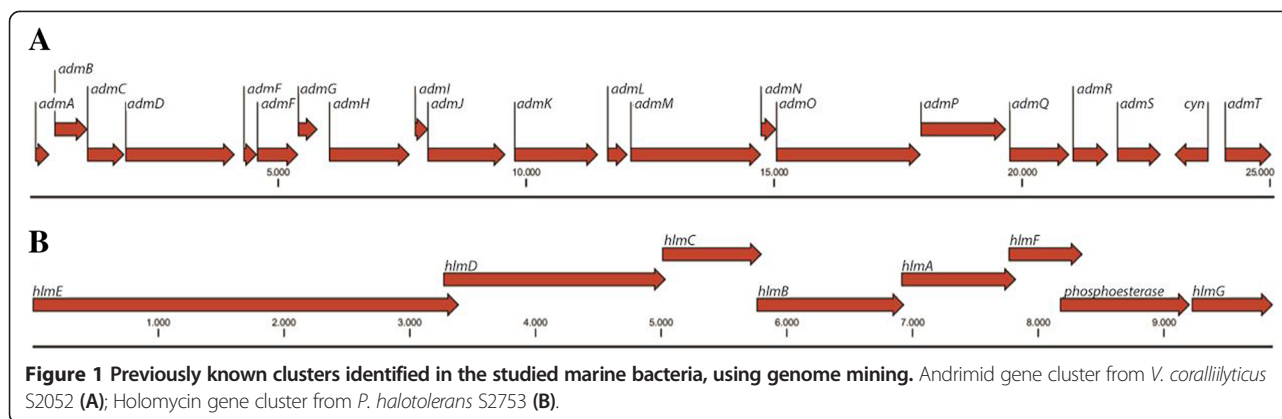 A
admB
admC admF admG admI admL admN admR
admA admD admF admH admJ admK admM admO admP admQ admS cyn admT
5.000 10.000 15.000 20.000 25.000
B
hlmC hlmF
hlmD hlmA
hlmE hlmB phosphoesterase hlmG
1.000 2.000 3.000 4.000 5.000 6.000 7.000 8.000 9.000
Figure 1 Previously known clusters identified in the studied marine bacteria, using genome mining. Andrimid gene cluster from V. coralliilyticus
S2052 (A); Holomycin gene cluster from P. halotolerans S2753 (B).